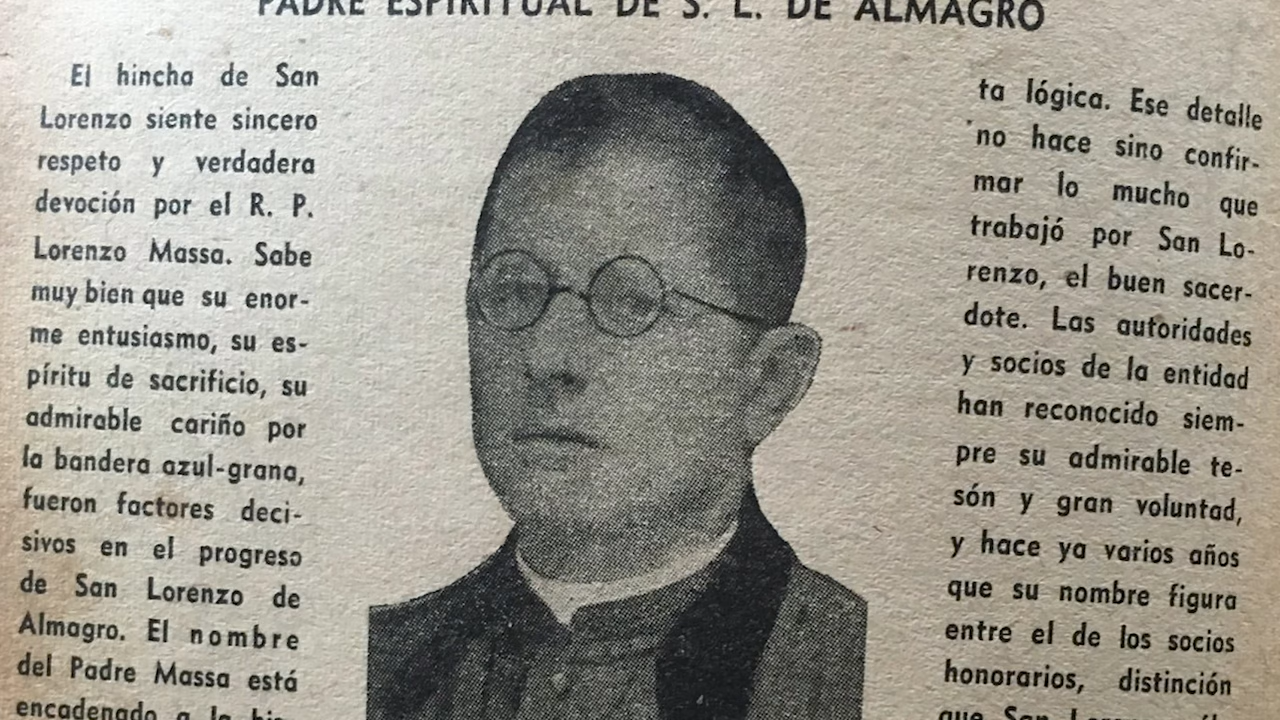 PADRE ESPIRITUAL DE S. L. DE ALMAGRO
El hincha de San
Lorenzo siente sincero
respeto y verdadera
devoción por el R. P.
Lorenzo Massa. Sabe
muy bien que su enor-
me entusiasmo, su es-
píritu de sacrificio, su
admirable cariño por
la bandera azul-grana,
fueron factores deci-
sivos en el progreso
de San Lorenzo de
Almagro. El nombre
del Padre Massa está
encadenado a la his-
ta lógica. Ese detalle
no hace sino confir-
mar lo mucho que
trabajó por San Lo-
renzo, el buen sacer-
dote. Las autoridades
y socios de la entidad
han reconocido siem-
pre su admirable te-
són y gran voluntad,
y hace ya varios años
que su nombre figura
entre el de los socios
honorarios, distinción
que San